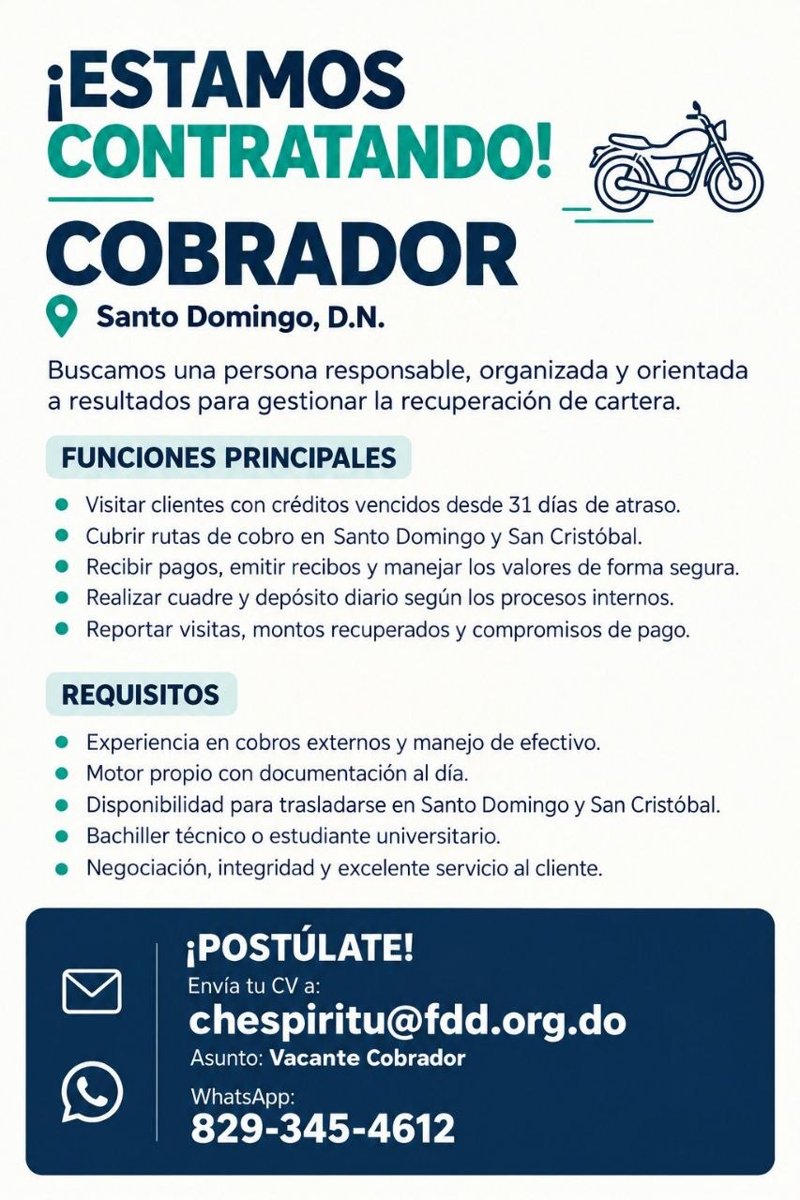 ¡ESTAMOS
CONTRATANDO!
COBRADOR
Santo Domingo, D.N.
Buscamos una persona responsable, organizada y orientada
a resultados para gestionar la recuperación de cartera.
FUNCIONES PRINCIPALES
Visitar clientes con créditos vencidos desde 31 días de atraso.
Cubrir rutas de cobro en Santo Domingo y San Cristóbal.
Recibir pagos, emitir recibos y manejar los valores de forma segura.
Realizar cuadre y depósito diario según los procesos internos.
Reportar visitas, montos recuperados y compromisos de pago.
REQUISITOS
Experiencia en cobros externos y manejo de efectivo.
Motor propio con documentación al día.
Disponibilidad para trasladarse en Santo Domingo y San Cristóbal.
Bachiller técnico o estudiante universitario.
Negociación, integridad y excelente servicio al cliente.
¡POSTÚLATE!
Envía tu CV a:
chespiritu@fdd.org.do
Asunto: Vacante Cobrador
WhatsApp:
829-345-4612